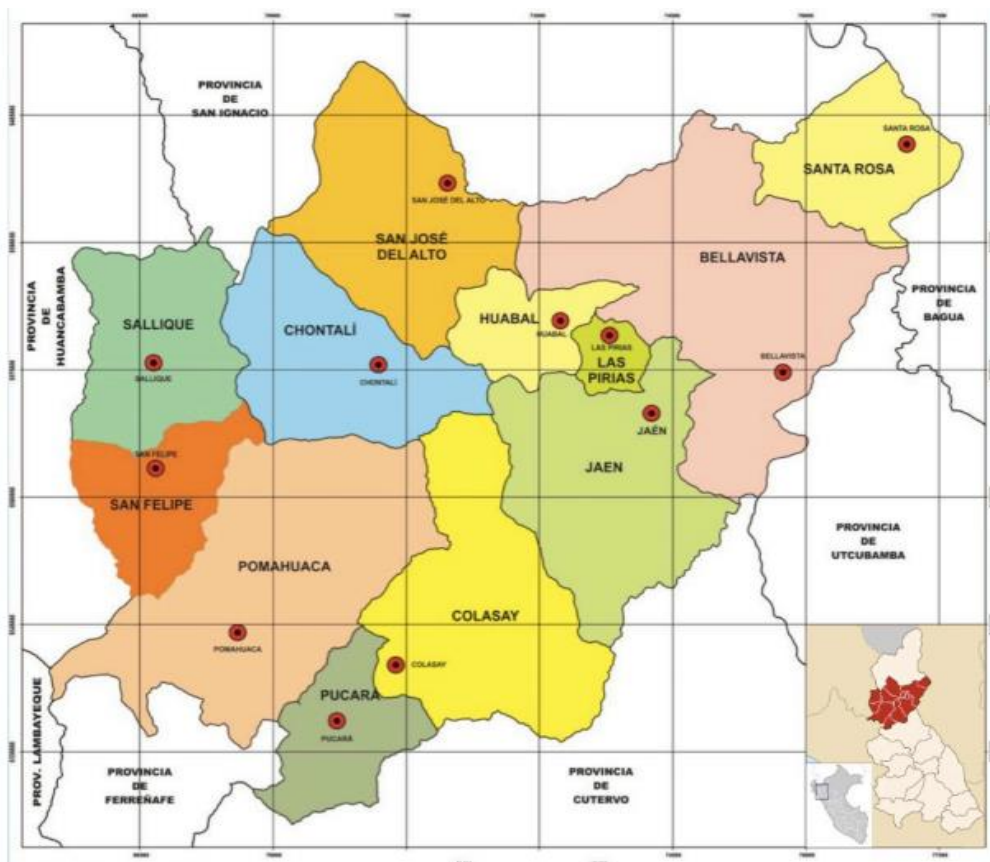 PROVINCIA
DE
SAN IGNACIO
SANTA ROSA
SANTA ROSA
SAN JOSÉ DEL ALTO
SAN JOSÉ
DEL ALTO
BELLAVISTA
PROVINCIA
DE
HUANCABAMBA
PROVINCIA
DE
BAGUA
SALLIQUE
SALLIQUE
CHONTALÍ
CHONTALÍ
HUABAL
HUABAL
LAS PIRIAS
LAS
PIRIAS
BELLAVISTA
JAÉN
JAEN
SAN FELIPE
SAN FELIPE
PROVINCIA
DE
UTCUBAMBA
POMAHUACA
POMAHUACA
COLASAY
COLASAY
PUCARÁ
PUCARÁ
PROV. LAMBAYEQUE
PROVINCIA
DE
FERREÑAFE
PROVINCIA
DE
CUTERVO